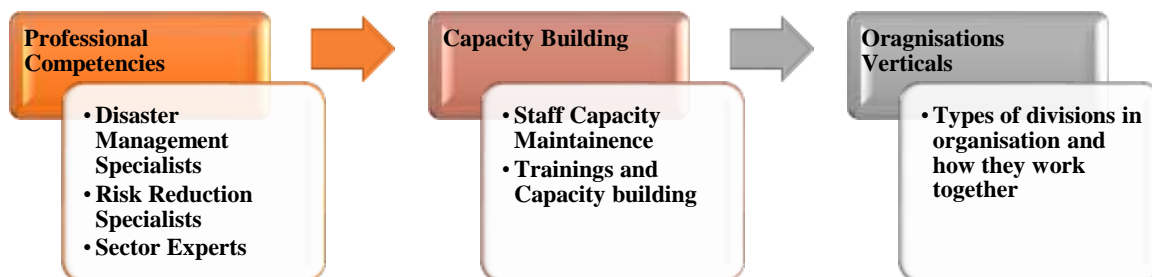 Professional
Competencies
• Disaster
Management
Specialists
• Risk Reduction
Specialists
• Sector Experts
Capacity Building
• Staff Capacity
Maintainence
• Trainings and
Capacity building
Oragnisations
Verticals
• Types of divisions in
organisation and
how they work
together